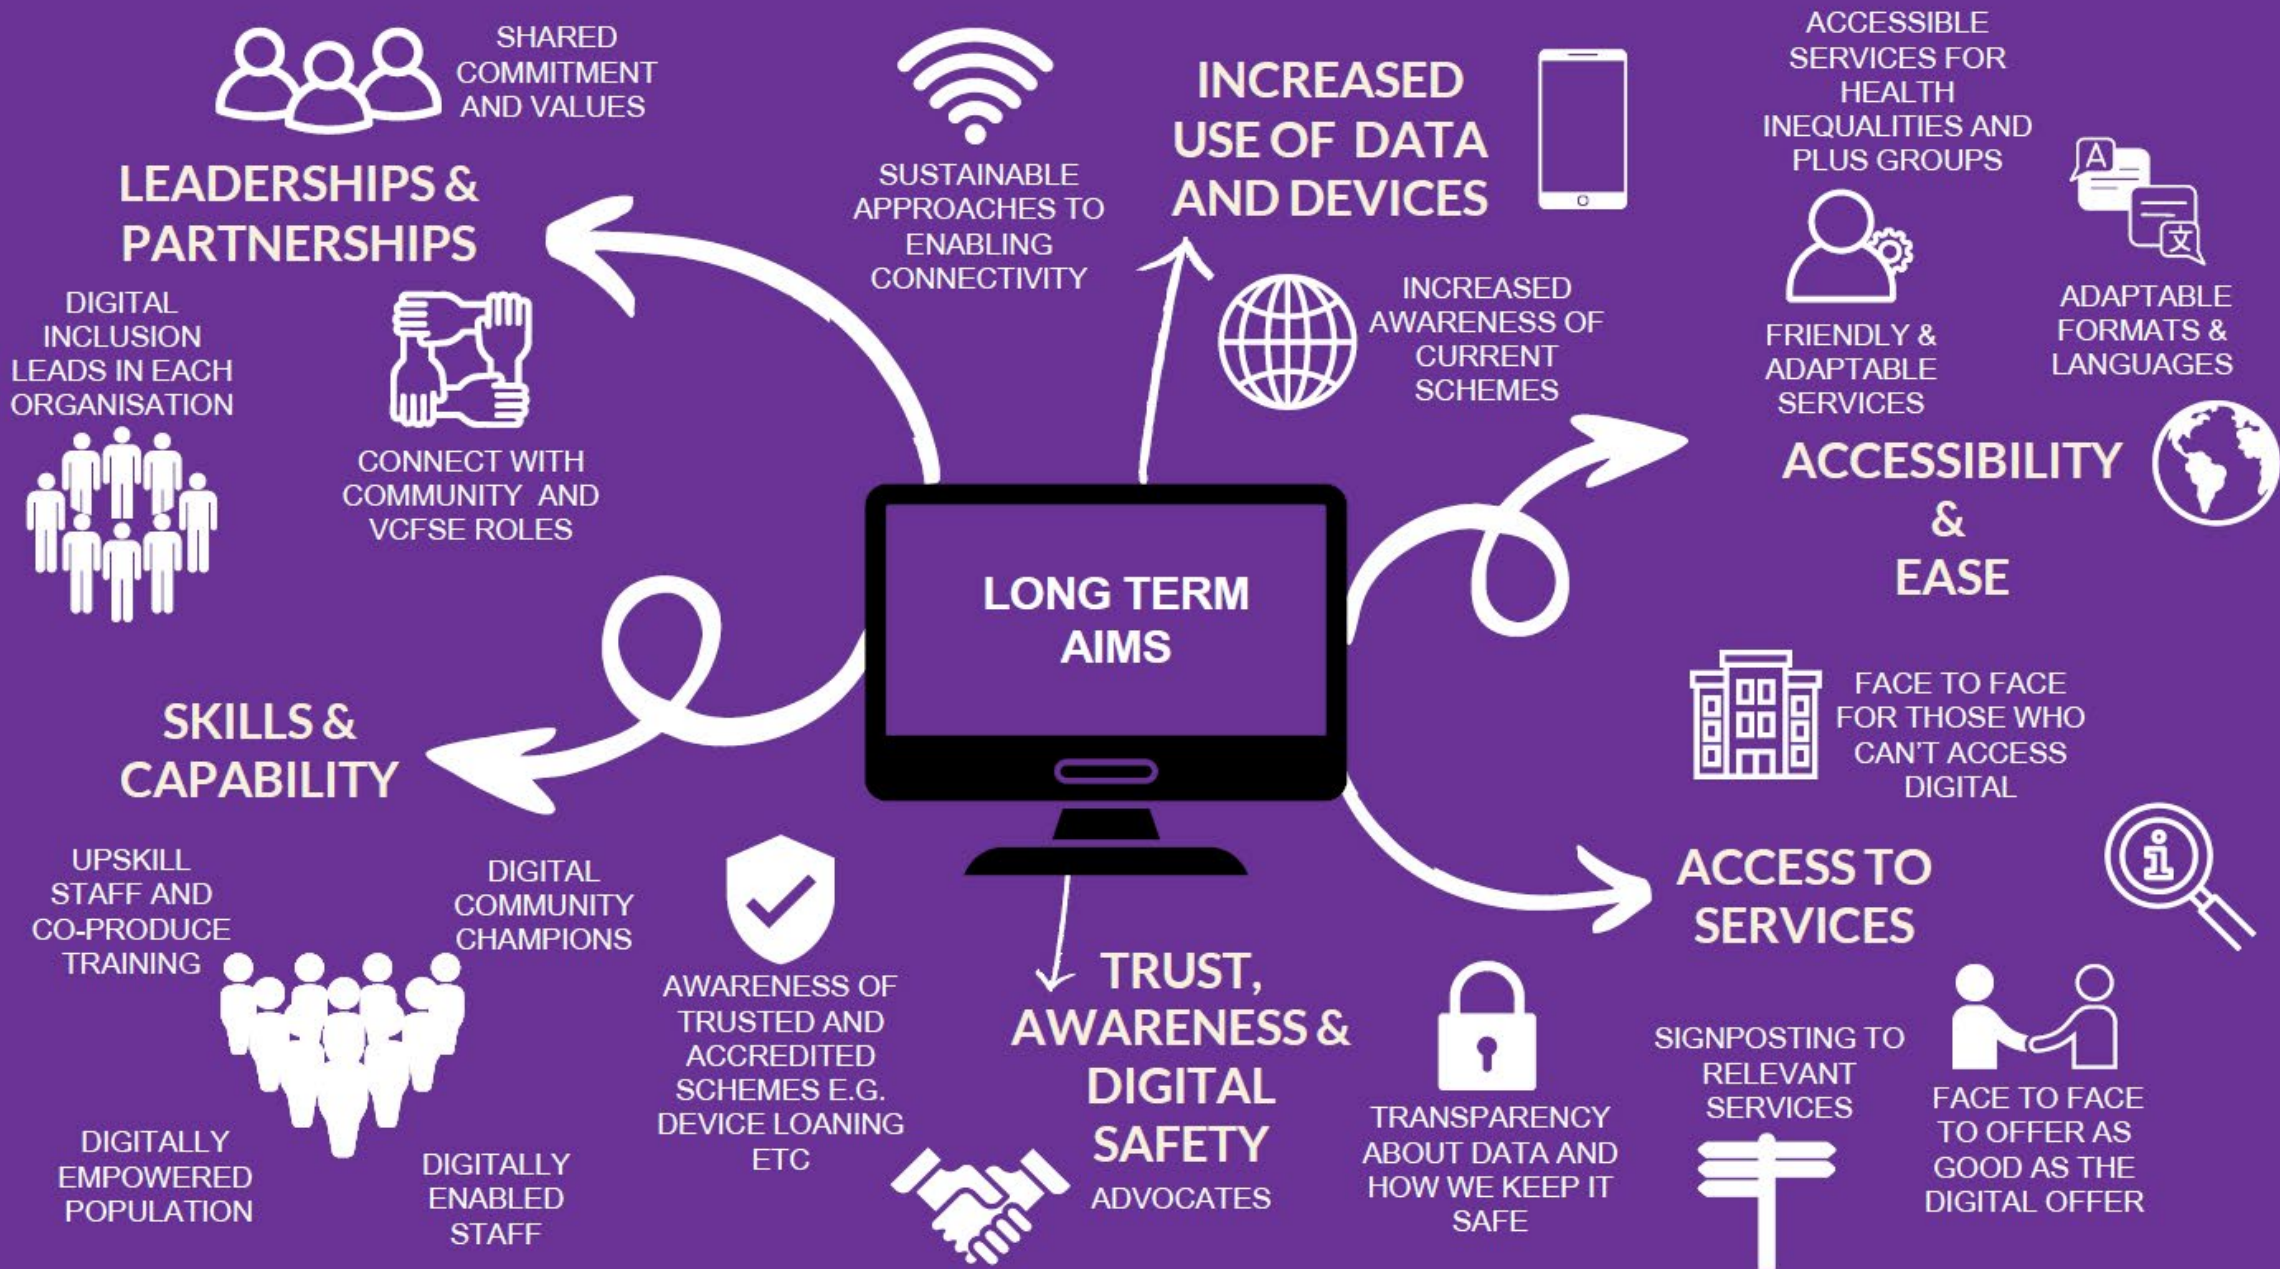 SHARED
COMMITMENT
AND VALUES
LEADERSHIPS &
PARTNERSHIPS
DIGITAL
INCLUSION
LEADS IN EACH
ORGANISATION
CONNECT WITH
COMMUNITY AND
VCFSE ROLES
SUSTAINABLE
APPROACHES TO
ENABLING
CONNECTIVITY
INCREASED
USE OF DATA
AND DEVICES
INCREASED
AWARENESS OF
CURRENT
SCHEMES
ACCESSIBLE
SERVICES FOR
HEALTH
INEQUALITIES AND
PLUS GROUPS
A
文
FRIENDLY &
ADAPTABLE
SERVICES
ADAPTABLE
FORMATS &
LANGUAGES
ACCESSIBILITY
&
EASE
LONG TERM
AIMS
SKILLS &
CAPABILITY
UPSKILL
STAFF AND
CO-PRODUCE
TRAINING
DIGITAL
COMMUNITY
CHAMPIONS
DIGITALLY
EMPOWERED
POPULATION
DIGITALLY
ENABLED
STAFF
AWARENESS OF
TRUSTED AND
ACCREDITED
SCHEMES E.G.
DEVICE LOANING
ETC
TRUST,
AWARENESS &
DIGITAL
SAFETY
ADVOCATES
TRANSPARENCY
ABOUT DATA AND
HOW WE KEEP IT
SAFE
FACE TO FACE
FOR THOSE WHO
CAN'T ACCESS
DIGITAL
ACCESS TO
SERVICES
i
SIGNPOSTING TO
RELEVANT
SERVICES
FACE TO FACE
TO OFFER AS
GOOD AS THE
DIGITAL OFFER